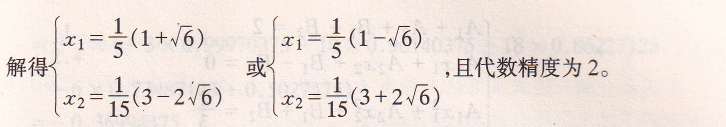 解得{x₁=1/5(1+√6) x₂=1/15(3-2√6) 或{x₁=1/5(1-√6) x₂=1/15(3+2√6) ,且代数精度为2。